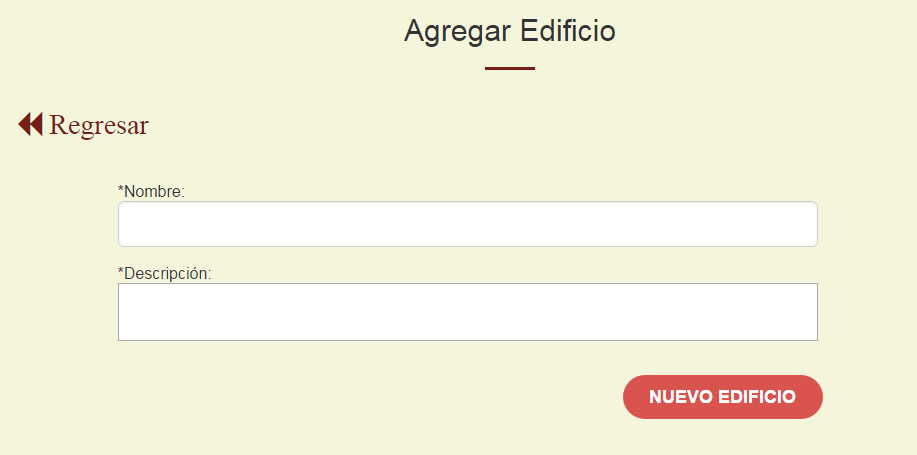 Agregar Edificio
Regresar
*Nombre:
*Descripción:
NUEVO EDIFICIO